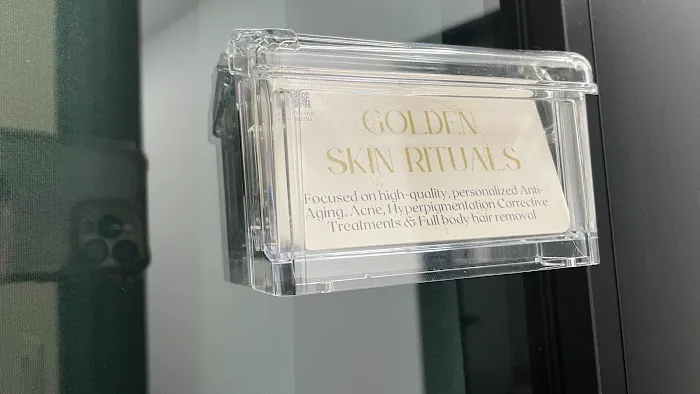 GOLDEN
SKIN RITUALS
Focused on high-quality, personalized Anti-
Aging, Acne, Hyperpigmentation Corrective
Treatments & Full body hair removal